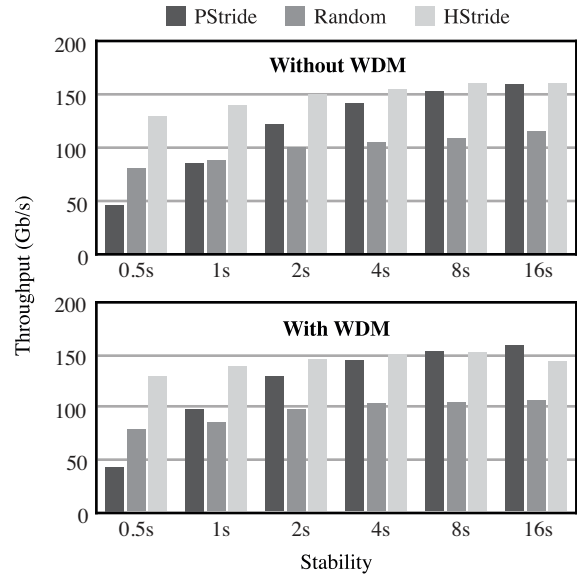 PStride Random HStride
Throughput (Gb/s)
Without WDM
200
150
100
50
0
0.5s 1s 2s 4s 8s 16s
With WDM
200
150
100
50
0
0.5s 1s 2s 4s 8s 16s
Stability